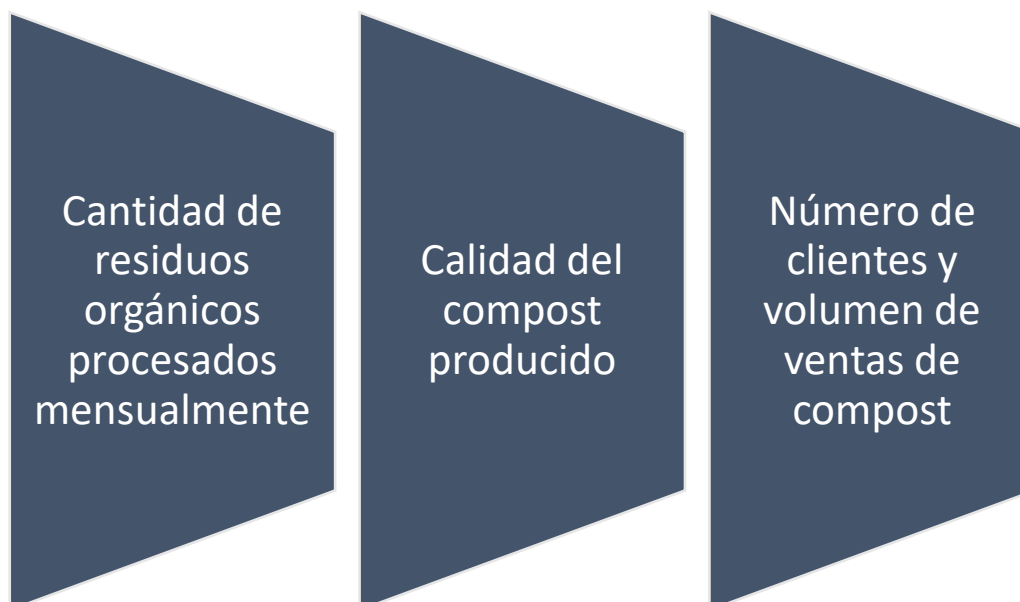 Cantidad de
residuos
orgánicos
procesados
mensualmente
Calidad del
compost
producido
Número de
clientes y
volumen de
ventas de
compost